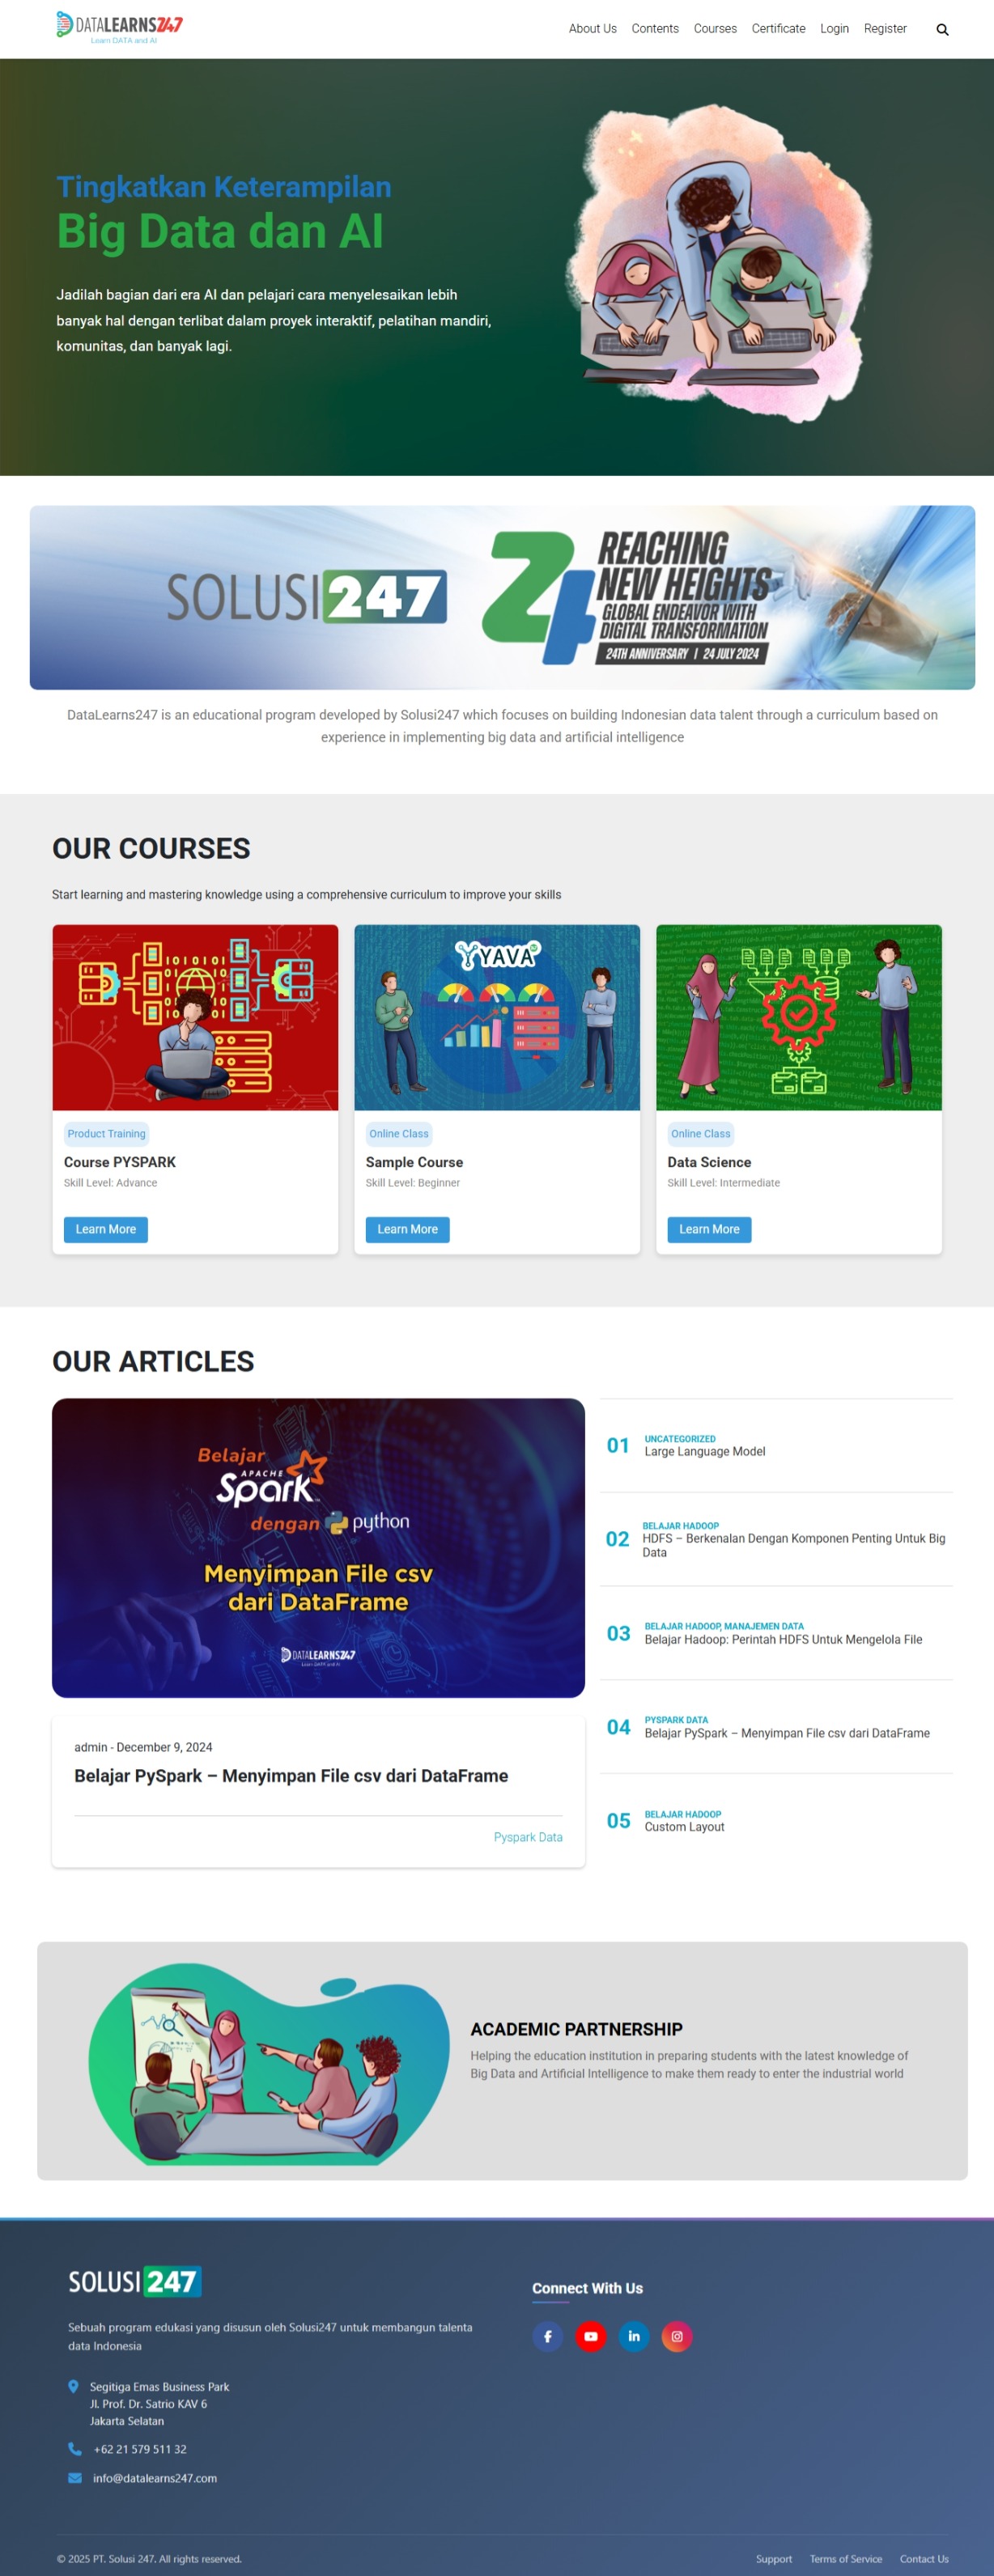 DATALEARNS247
Learn DATA and AI
About Us
Contents
Courses
Certificate
Login
Register
Tingkatkan Keterampilan
Big Data dan AI
Jadilah bagian dari era AI dan pelajari cara menyelesaikan lebih
banyak hal dengan terlibat dalam proyek interaktif, pelatihan mandiri,
komunitas, dan banyak lagi.
SOLUSI247
24
REACHING
NEW HEIGHTS
GLOBAL ENDEAVOR WITH
DIGITAL TRANSFORMATION
24TH ANNIVERSARY | 24 JULY 2024
DataLearns247 is an educational program developed by Solusi247 which focuses on building Indonesian data talent through a curriculum based on
experience in implementing big data and artificial intelligence
OUR COURSES
Start learning and mastering knowledge using a comprehensive curriculum to improve your skills
YAVA
Product Training
Course PYSPARK
Skill Level: Advance
Learn More
Online Class
Sample Course
Skill Level: Beginner
Learn More
Online Class
Data Science
Skill Level: Intermediate
Learn More
OUR ARTICLES
Belajar
APACHE
Spark
dengan python
Menyimpan File csv
dari DataFrame
DATALEARNS247
Learn DATA and AI
admin - December 9, 2024
Belajar PySpark – Menyimpan File csv dari DataFrame
Pyspark Data
01
UNCATEGORIZED
Large Language Model
02
BELAJAR HADOOP
HDFS – Berkenalan Dengan Komponen Penting Untuk Big
Data
03
BELAJAR HADOOP, MANAJEMEN DATA
Belajar Hadoop: Perintah HDFS Untuk Mengelola File
04
PYSPARK DATA
Belajar PySpark – Menyimpan File csv dari DataFrame
05
BELAJAR HADOOP
Custom Layout
ACADEMIC PARTNERSHIP
Helping the education institution in preparing students with the latest knowledge of
Big Data and Artificial Intelligence to make them ready to enter the industrial world
SOLUSI 247
Sebuah program edukasi yang disusun oleh Solusi247 untuk membangun talenta
data Indonesia
Segitiga Emas Business Park
Jl. Prof. Dr. Satrio KAV 6
Jakarta Selatan
+62 21 579 511 32
info@datalearns247.com
Connect With Us
© 2025 PT. Solusi 247. All rights reserved.
Support
Terms of Service
Contact Us